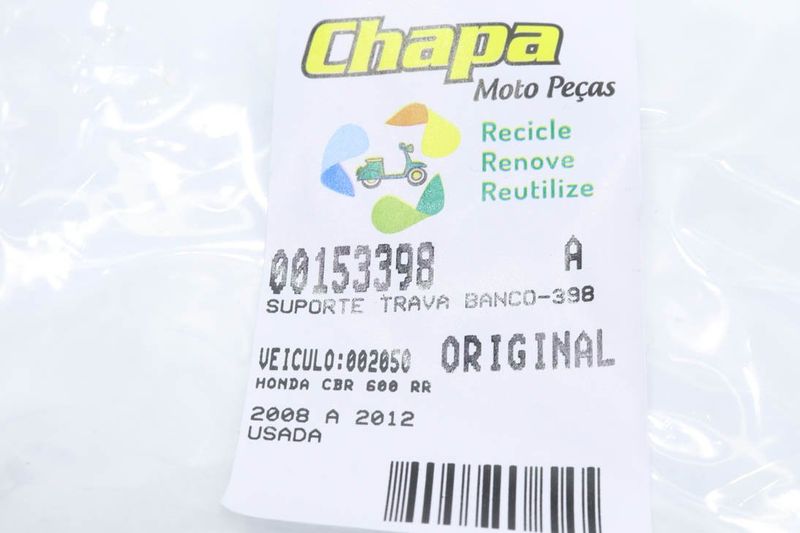 Chapa
Moto Peças
Recicle
Renove
Reutilize
00153398 A
SUPORTE TRAVA BANCO-398
VEICULO:002050 ORIGINAL
HONDA CBR 600 RR
2008 A 2012
USADA